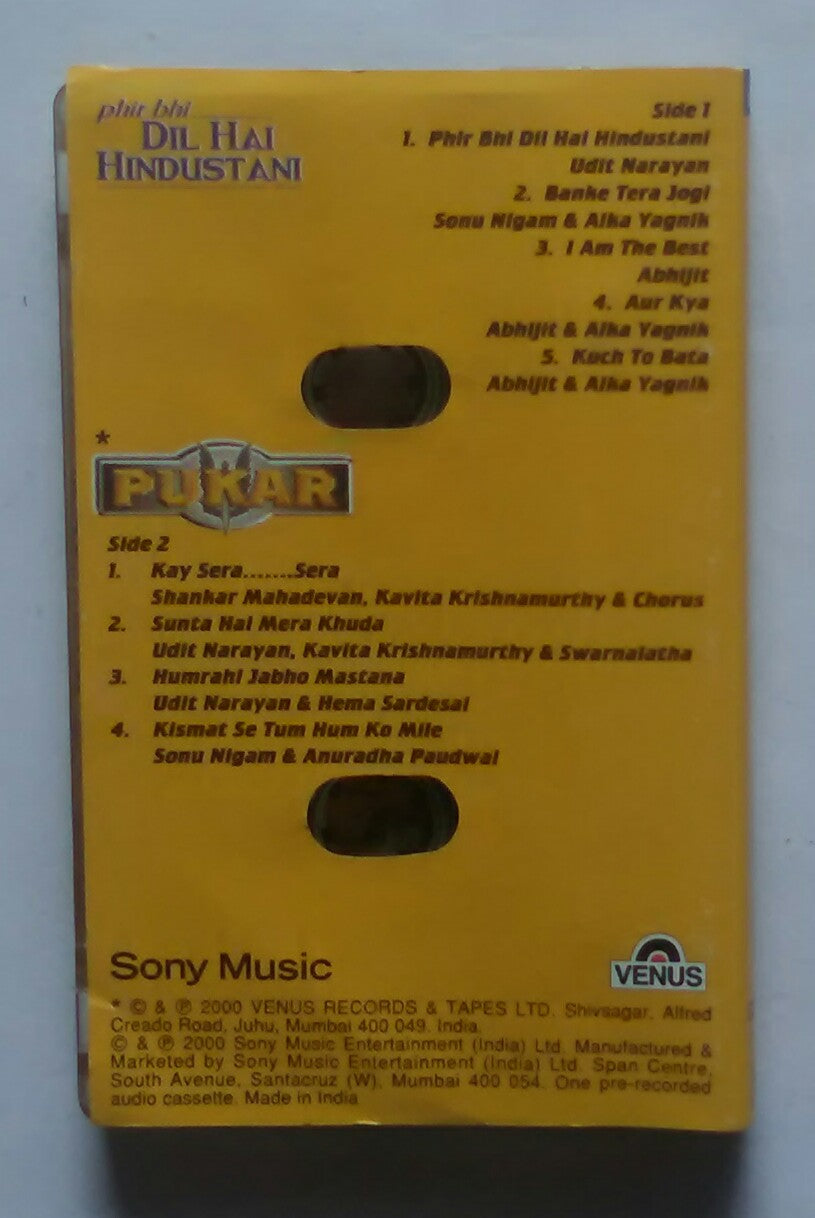 phir bhi
DIL HAI
HINDUSTANI
Side 1
1. Phir Bhi Dil Hai Hindustani
Udit Narayan
2. Banke Tera Jogi
Sonu Nigam & Alka Yagnik
3. I Am The Best
Abhijit
4. Aur Kya
Abhijit & Alka Yagnik
5. Kuch To Bata
Abhijit & Alka Yagnik
*
PUKAR
Side 2
1. Kay Sera.......Sera
Shankar Mahadevan, Kavita Krishnamurthy & Chorus
2. Sunta Hai Mera Khuda
Udit Narayan, Kavita Krishnamurthy & Swarnalatha
3. Humrahi Jabho Mastana
Udit Narayan & Hema Sardesai
4. Kismat Se Tum Hum Ko Mile
Sonu Nigam & Anuradha Paudwal
Sony Music
VENUS
* © & ℗ 2000 VENUS RECORDS & TAPES LTD. Shivsagar, Alfred
Creado Road, Juhu, Mumbai 400 049. India.
© & ℗ 2000 Sony Music Entertainment (India) Ltd. Manufactured &
Marketed by Sony Music Entertainment (India) Ltd. Span Centre,
South Avenue, Santacruz (W), Mumbai 400 054. One pre-recorded
audio cassette. Made in India